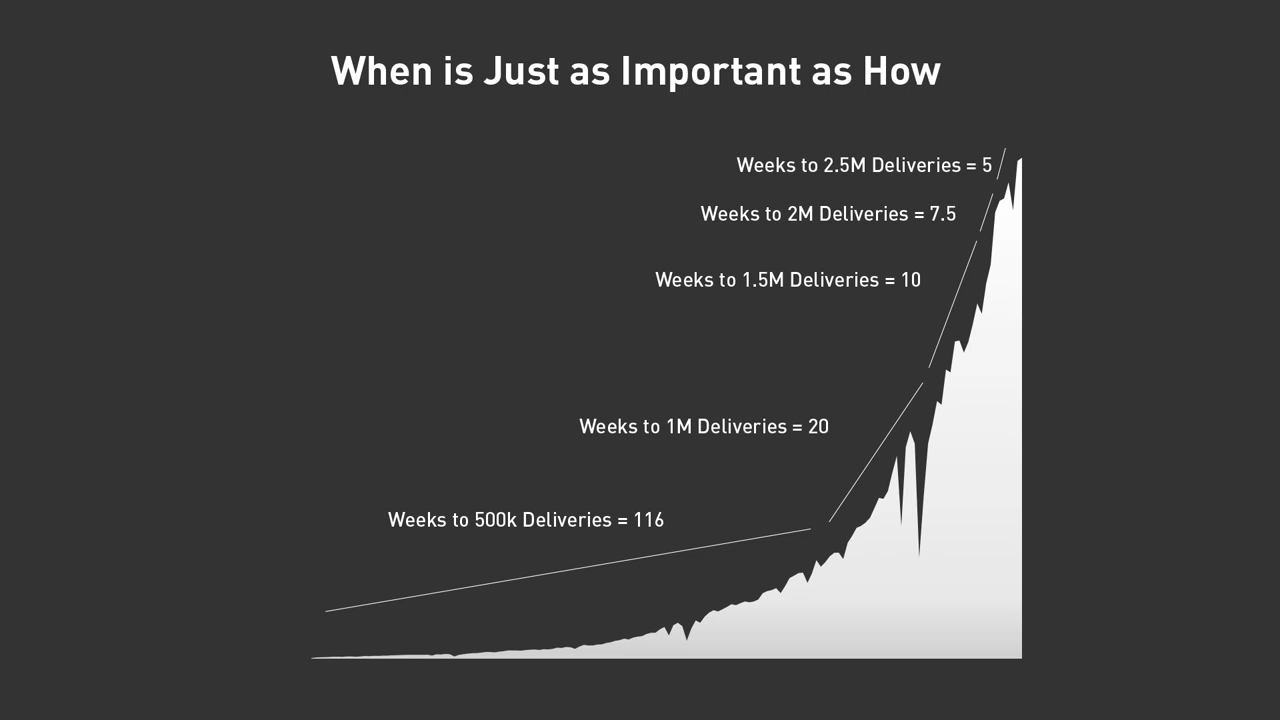 When is Just as Important as How
Weeks to 2.5M Deliveries = 5
Weeks to 2M Deliveries = 7.5
Weeks to 1.5M Deliveries = 10
Weeks to 1M Deliveries = 20
Weeks to 500k Deliveries = 116